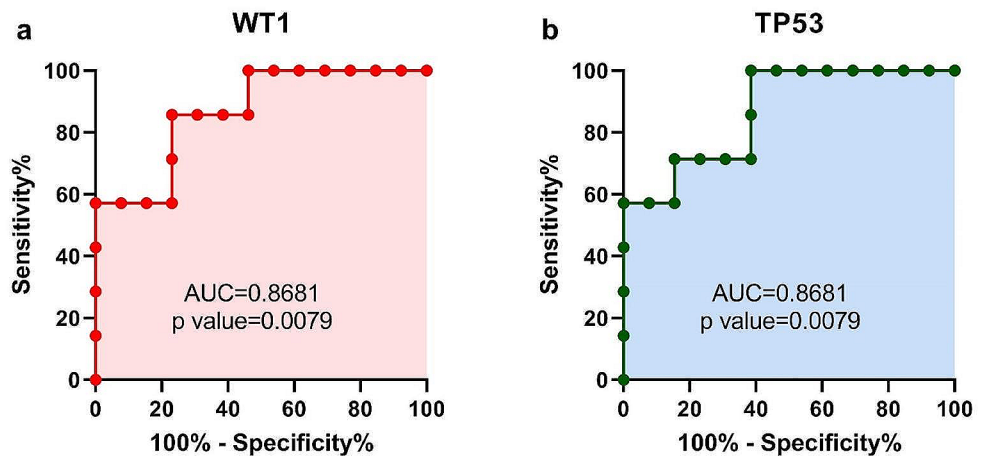 a
WT1
Sensitivity%
100
80
60
40
20
0
AUC=0.8681
p value=0.0079
0 20 40 60 80 100
100% - Specificity%
b
TP53
Sensitivity%
100
80
60
40
20
0
AUC=0.8681
p value=0.0079
0 20 40 60 80 100
100% - Specificity%